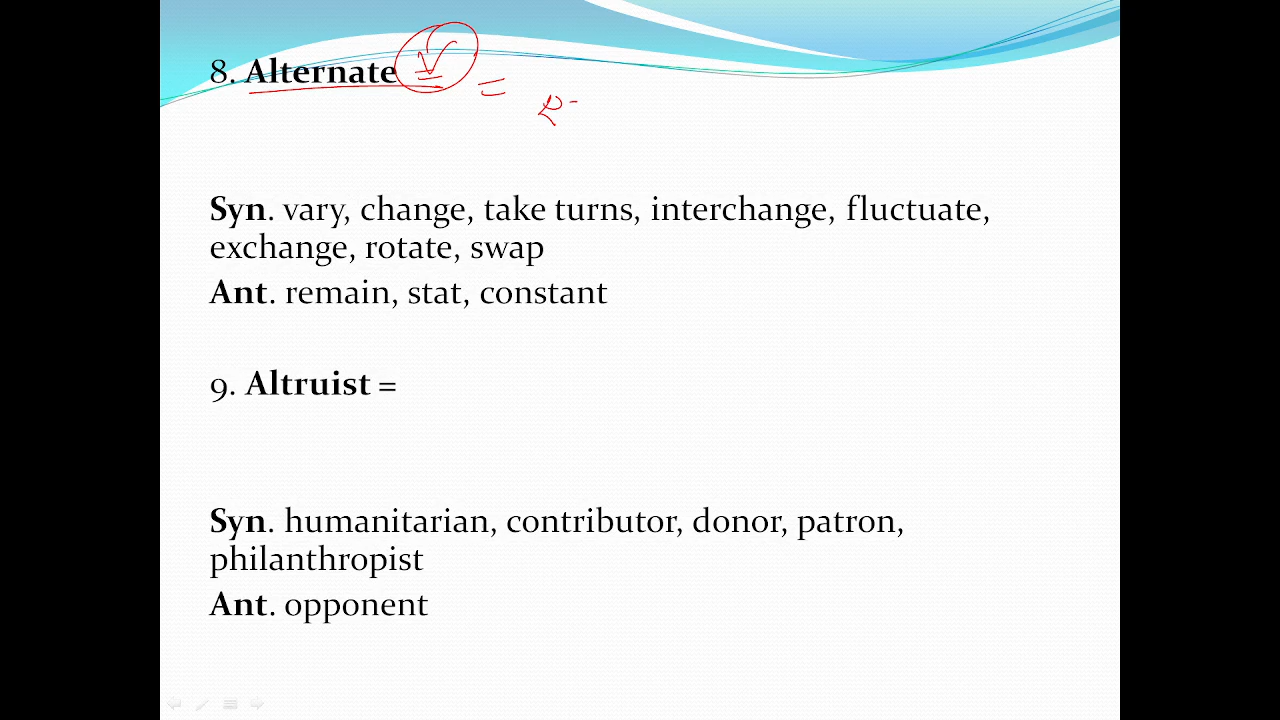 8. Alternate V =
Syn. vary, change, take turns, interchange, fluctuate,
exchange, rotate, swap
Ant. remain, stat, constant
9. Altruist =
Syn. humanitarian, contributor, donor, patron,
philanthropist
Ant. opponent